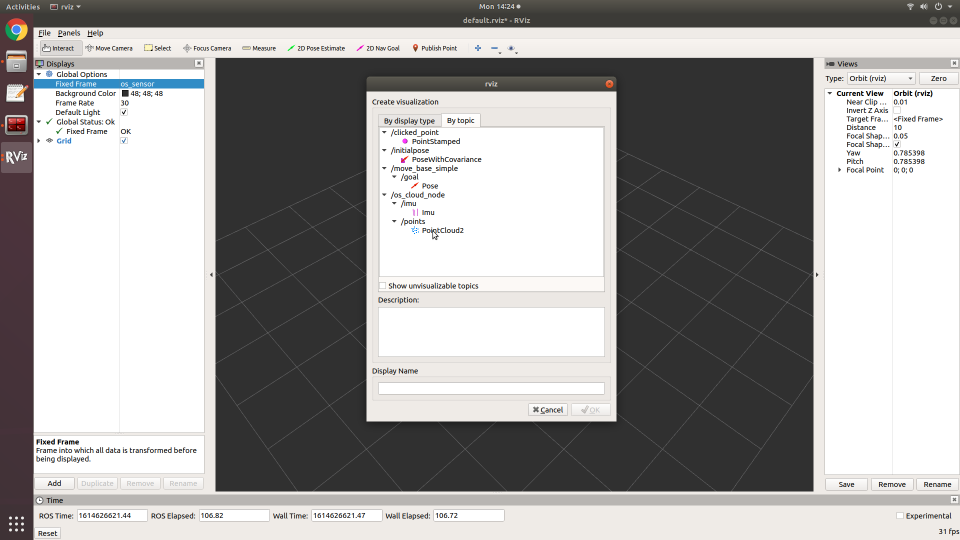 Activities rviz Mon 14:24
default.rviz* - RViz
File Panels Help
Interact Move Camera Select Focus Camera Measure 2D Pose Estimate 2D Nav Goal Publish Point
Displays
Global Options
Fixed Frame os_sensor
Background Color 48; 48; 48
Frame Rate 30
Default Light
Global Status: Ok
Fixed Frame OK
Grid
Fixed Frame
Frame into which all data is transformed before
being displayed.
Add Duplicate Remove Rename
rviz
Create visualization
By display type By topic
/clicked_point
PointStamped
/initialpose
PoseWithCovariance
/move_base_simple
/goal
Pose
/os_cloud_node
/imu
Imu
/points
PointCloud2
Show unvisualizable topics
Description:
Display Name
Cancel OK
Views
Type: Orbit (rviz) Zero
Current View Orbit (rviz)
Near Clip ... 0.01
Invert Z Axis
Target Fra... <Fixed Frame>
Distance 10
Focal Shap... 0.05
Focal Shap...
Yaw 0.785398
Pitch 0.785398
Focal Point 0; 0; 0
Save Remove Rename
Time
ROS Time: 1614626621.44 ROS Elapsed: 106.82 Wall Time: 1614626621.47 Wall Elapsed: 106.72 Experimental
Reset 31 fps
RViz